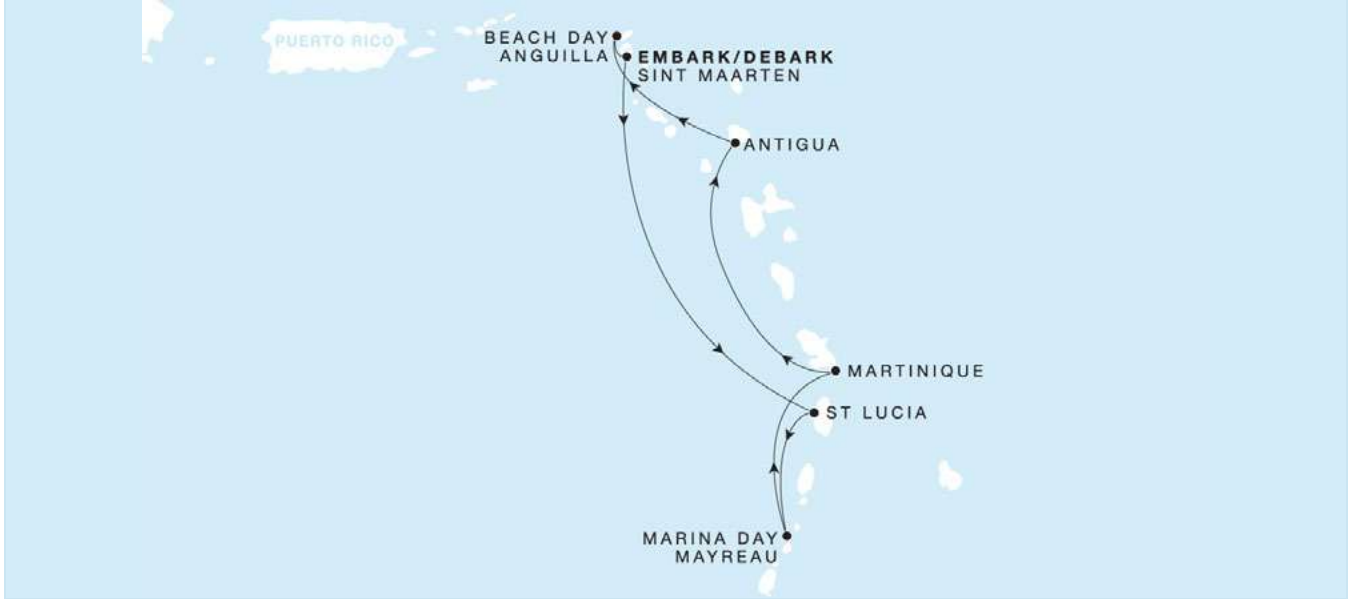 PUERTO RICO
BEACH DAY
ANGUILLA
EMBARK/DEBARK
SINT MAARTEN
ANTIGUA
MARTINIQUE
ST LUCIA
MARINA DAY
MAYREAU